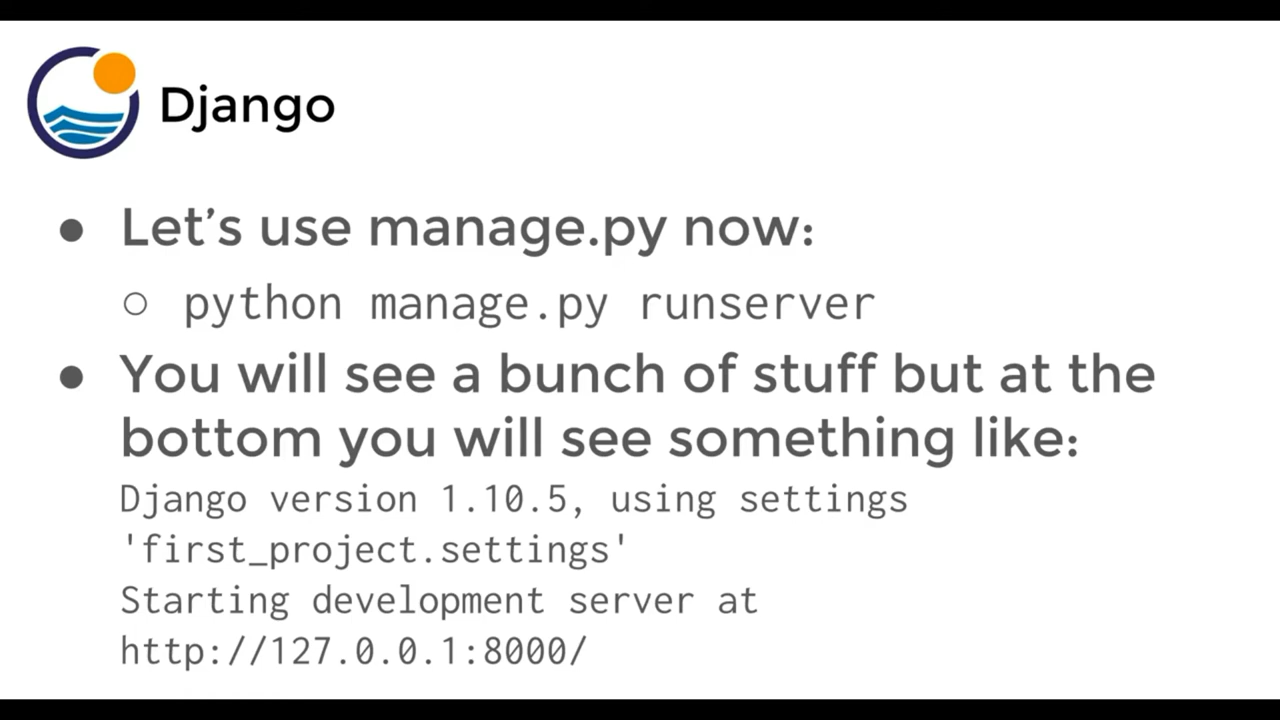 Django
● Let’s use manage.py now:
○ python manage.py runserver
● You will see a bunch of stuff but at the
bottom you will see something like:
Django version 1.10.5, using settings
'first_project.settings'
Starting development server at
http://127.0.0.1:8000/